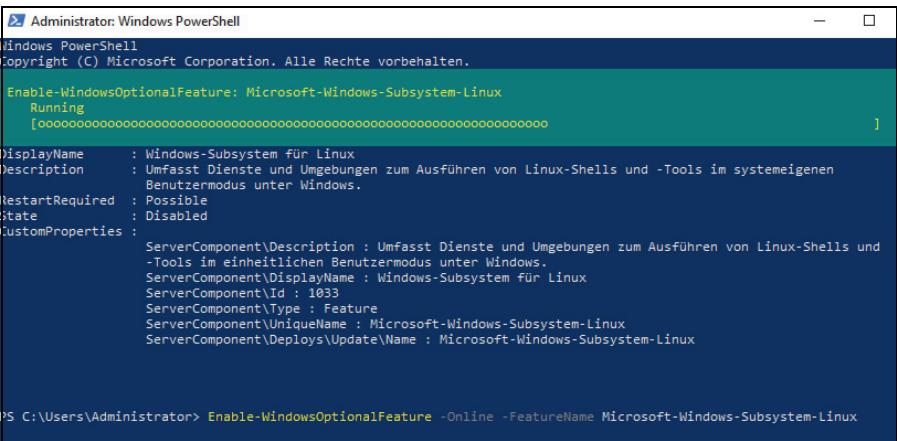 Administrator: Windows PowerShell
Windows PowerShell
Copyright (C) Microsoft Corporation. Alle Rechte vorbehalten.
Enable-WindowsOptionalFeature: Microsoft-Windows-Subsystem-Linux
Running
[oooooooooooooooooooooooooooooooooooooooooooooooooooooooooooooooooo ]
DisplayName : Windows-Subsystem für Linux
Description : Umfasst Dienste und Umgebungen zum Ausführen von Linux-Shells und -Tools im systemeigenen
Benutzermodus unter Windows.
RestartRequired : Possible
State : Disabled
CustomProperties :
ServerComponent\Description : Umfasst Dienste und Umgebungen zum Ausführen von Linux-Shells und
-Tools im einheitlichen Benutzermodus unter Windows.
ServerComponent\DisplayName : Windows-Subsystem für Linux
ServerComponent\Id : 1033
ServerComponent\Type : Feature
ServerComponent\UniqueName : Microsoft-Windows-Subsystem-Linux
ServerComponent\Deploys\Update\Name : Microsoft-Windows-Subsystem-Linux
PS C:\Users\Administrator> Enable-WindowsOptionalFeature -Online -FeatureName Microsoft-Windows-Subsystem-Linux